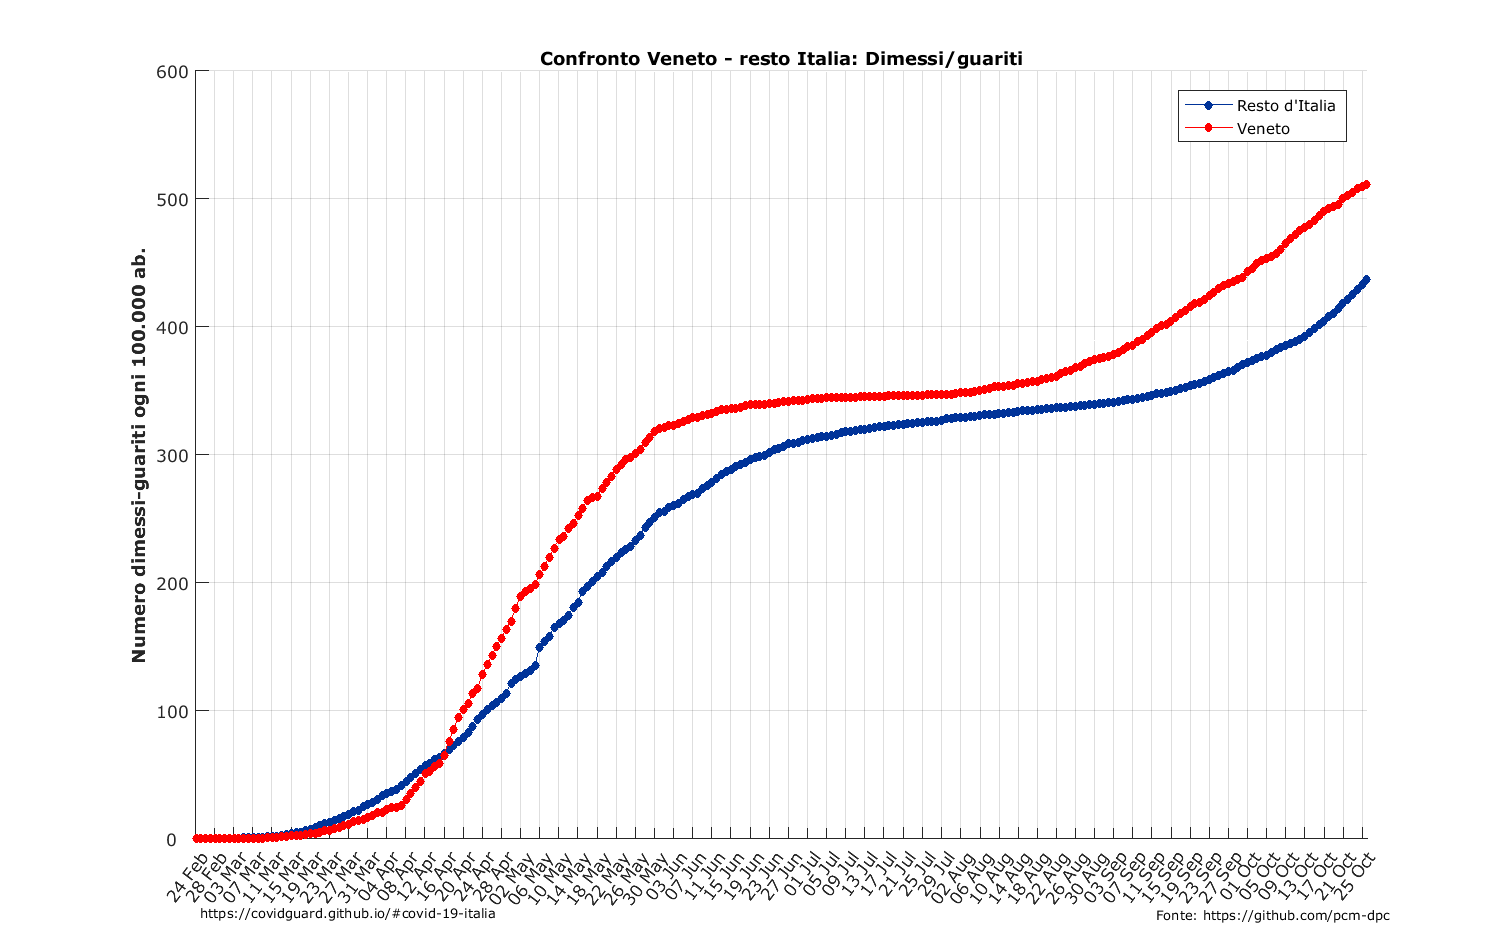 Confronto Veneto - resto Italia: Dimessi/guariti
600
500
400
300
200
100
0
Numero dimessi-guariti ogni 100.000 ab.
Resto d'Italia
Veneto
24 Feb
28 Feb
03 Mar
07 Mar
11 Mar
15 Mar
19 Mar
23 Mar
27 Mar
31 Mar
04 Apr
08 Apr
12 Apr
16 Apr
20 Apr
24 Apr
28 Apr
02 May
06 May
10 May
14 May
18 May
22 May
26 May
30 May
03 Jun
07 Jun
11 Jun
15 Jun
19 Jun
23 Jun
27 Jun
01 Jul
05 Jul
09 Jul
13 Jul
17 Jul
21 Jul
25 Jul
29 Jul
02 Aug
06 Aug
10 Aug
14 Aug
18 Aug
22 Aug
26 Aug
30 Aug
03 Sep
07 Sep
11 Sep
15 Sep
19 Sep
23 Sep
27 Sep
01 Oct
05 Oct
09 Oct
13 Oct
17 Oct
21 Oct
25 Oct
https://covidguard.github.io/#covid-19-italia
Fonte: https://github.com/pcm-dpc